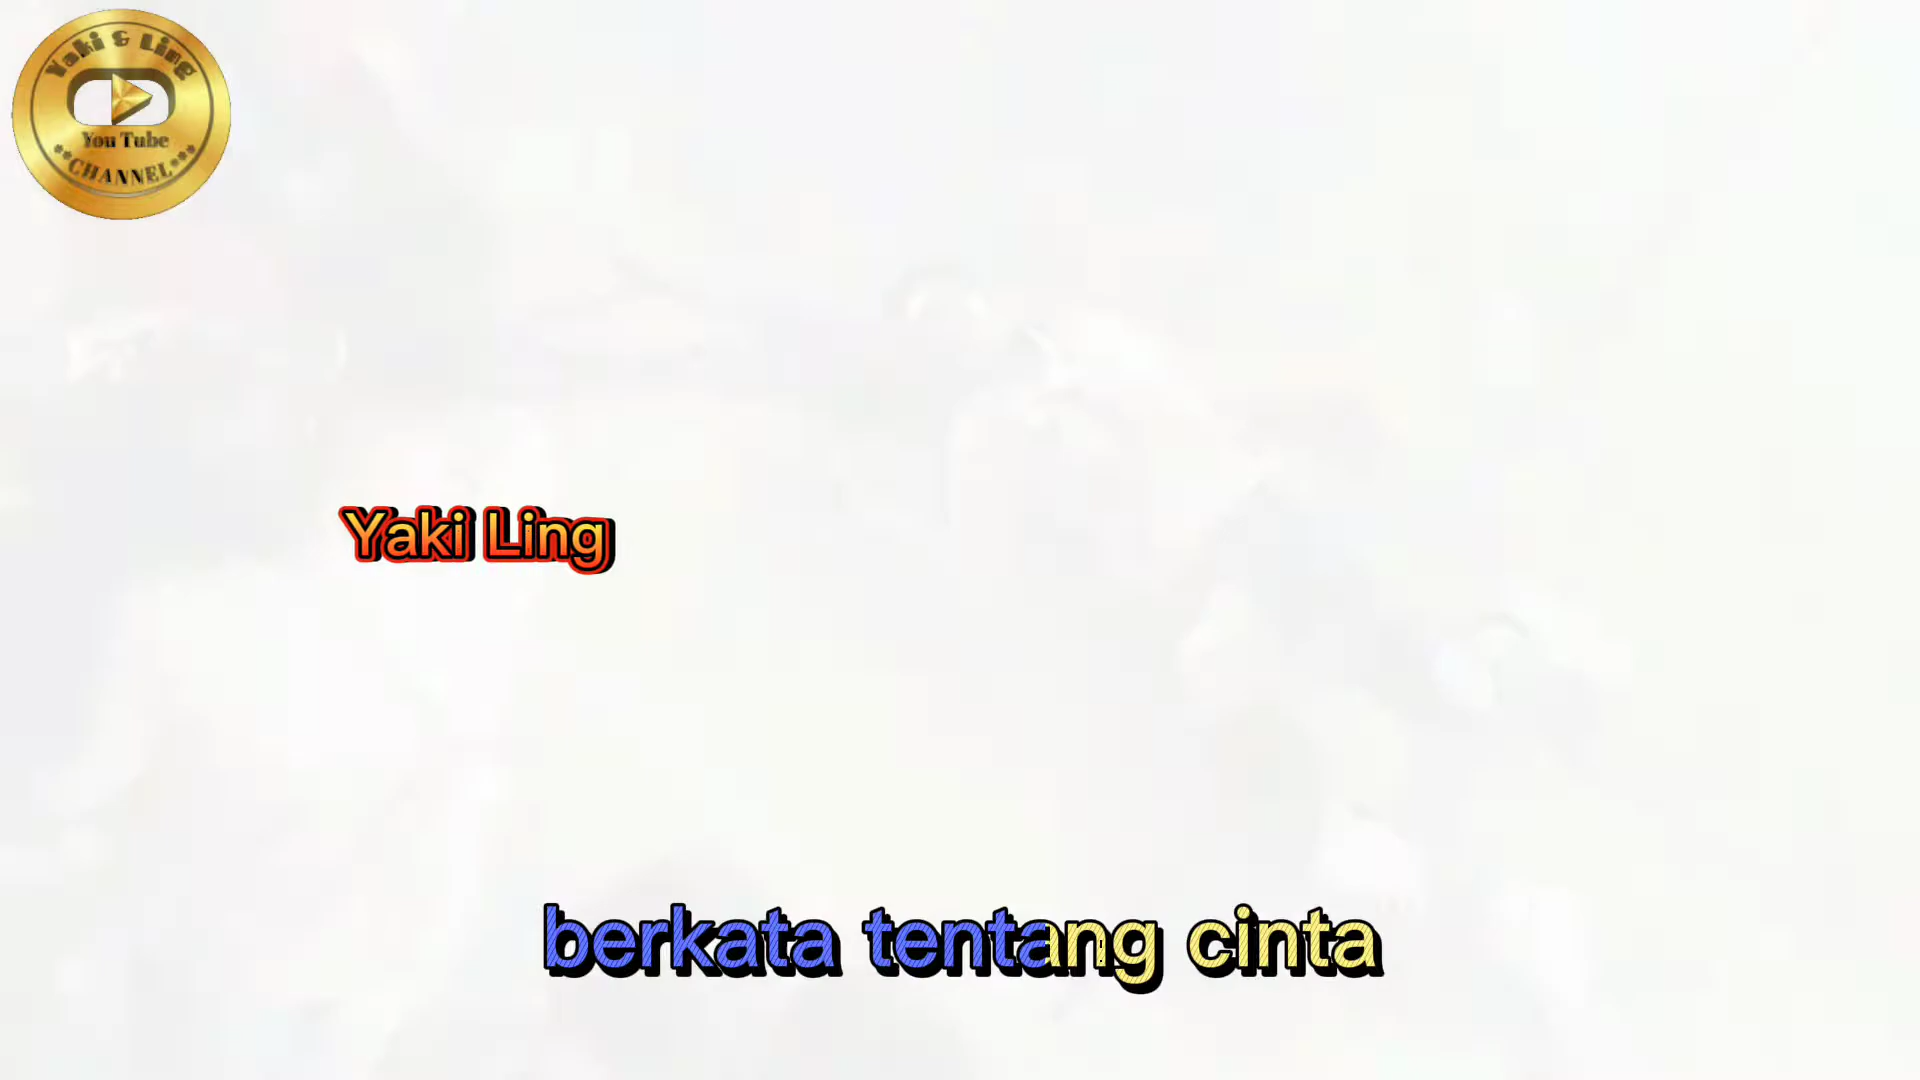 Yaki & Ling
You Tube
CHANNEL
Yaki Ling
berkata tentang cinta